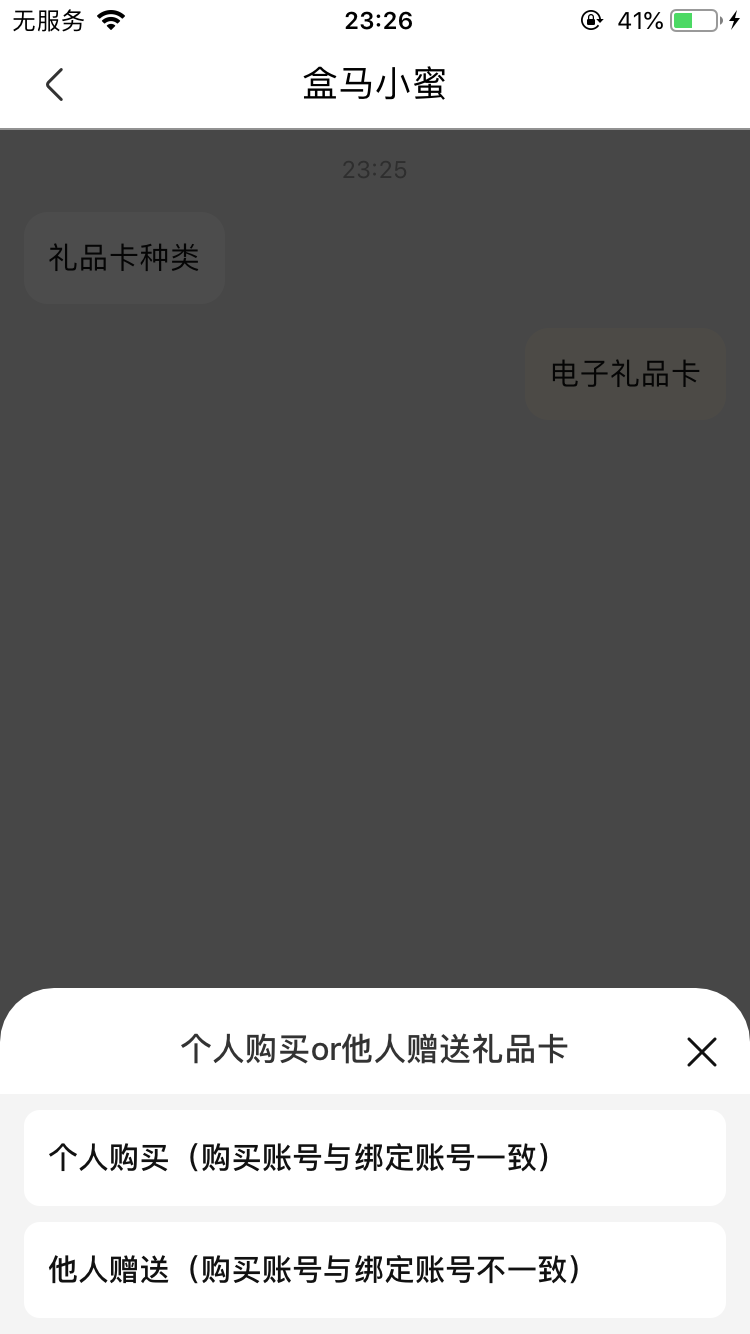 无服务
23:26
41%
盒马小蜜
23:25
礼品卡种类
电子礼品卡
个人购买or他人赠送礼品卡
个人购买（购买账号与绑定账号一致）
他人赠送（购买账号与绑定账号不一致）